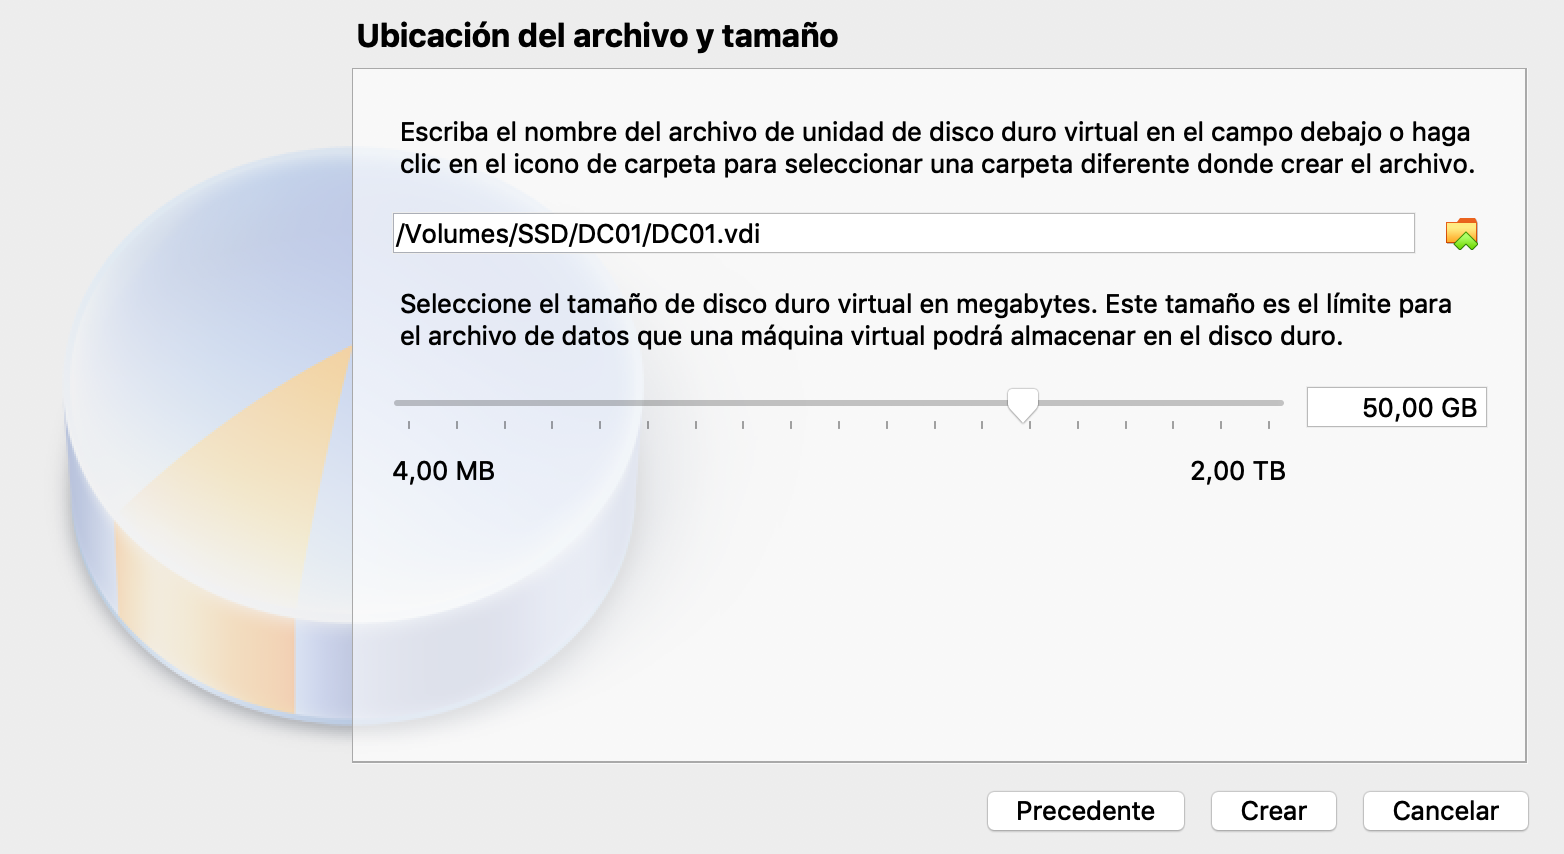 Ubicación del archivo y tamaño
Escriba el nombre del archivo de unidad de disco duro virtual en el campo debajo o haga
clic en el icono de carpeta para seleccionar una carpeta diferente donde crear el archivo.
/Volumes/SSD/DC01/DC01.vdi
Seleccione el tamaño de disco duro virtual en megabytes. Este tamaño es el límite para
el archivo de datos que una máquina virtual podrá almacenar en el disco duro.
50,00 GB
4,00 MB 2,00 TB
Precedente Crear Cancelar